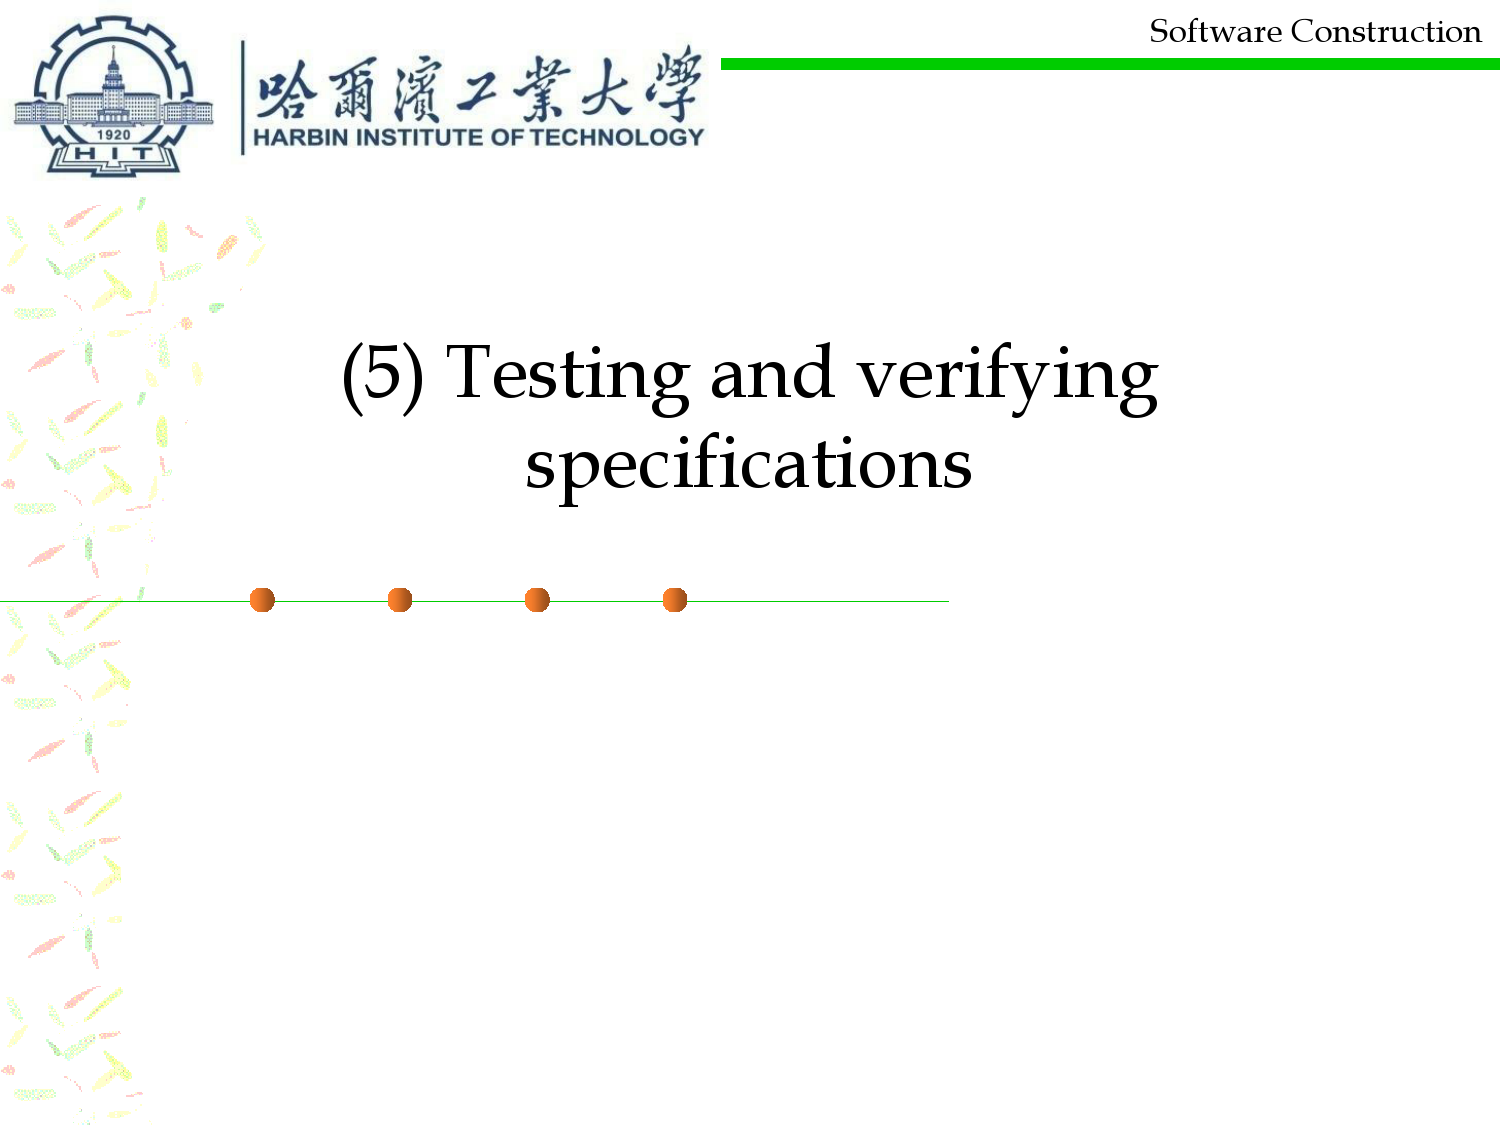 Software Construction
哈爾濱工業大學
HARBIN INSTITUTE OF TECHNOLOGY
1920
HIT
(5) Testing and verifying
specifications